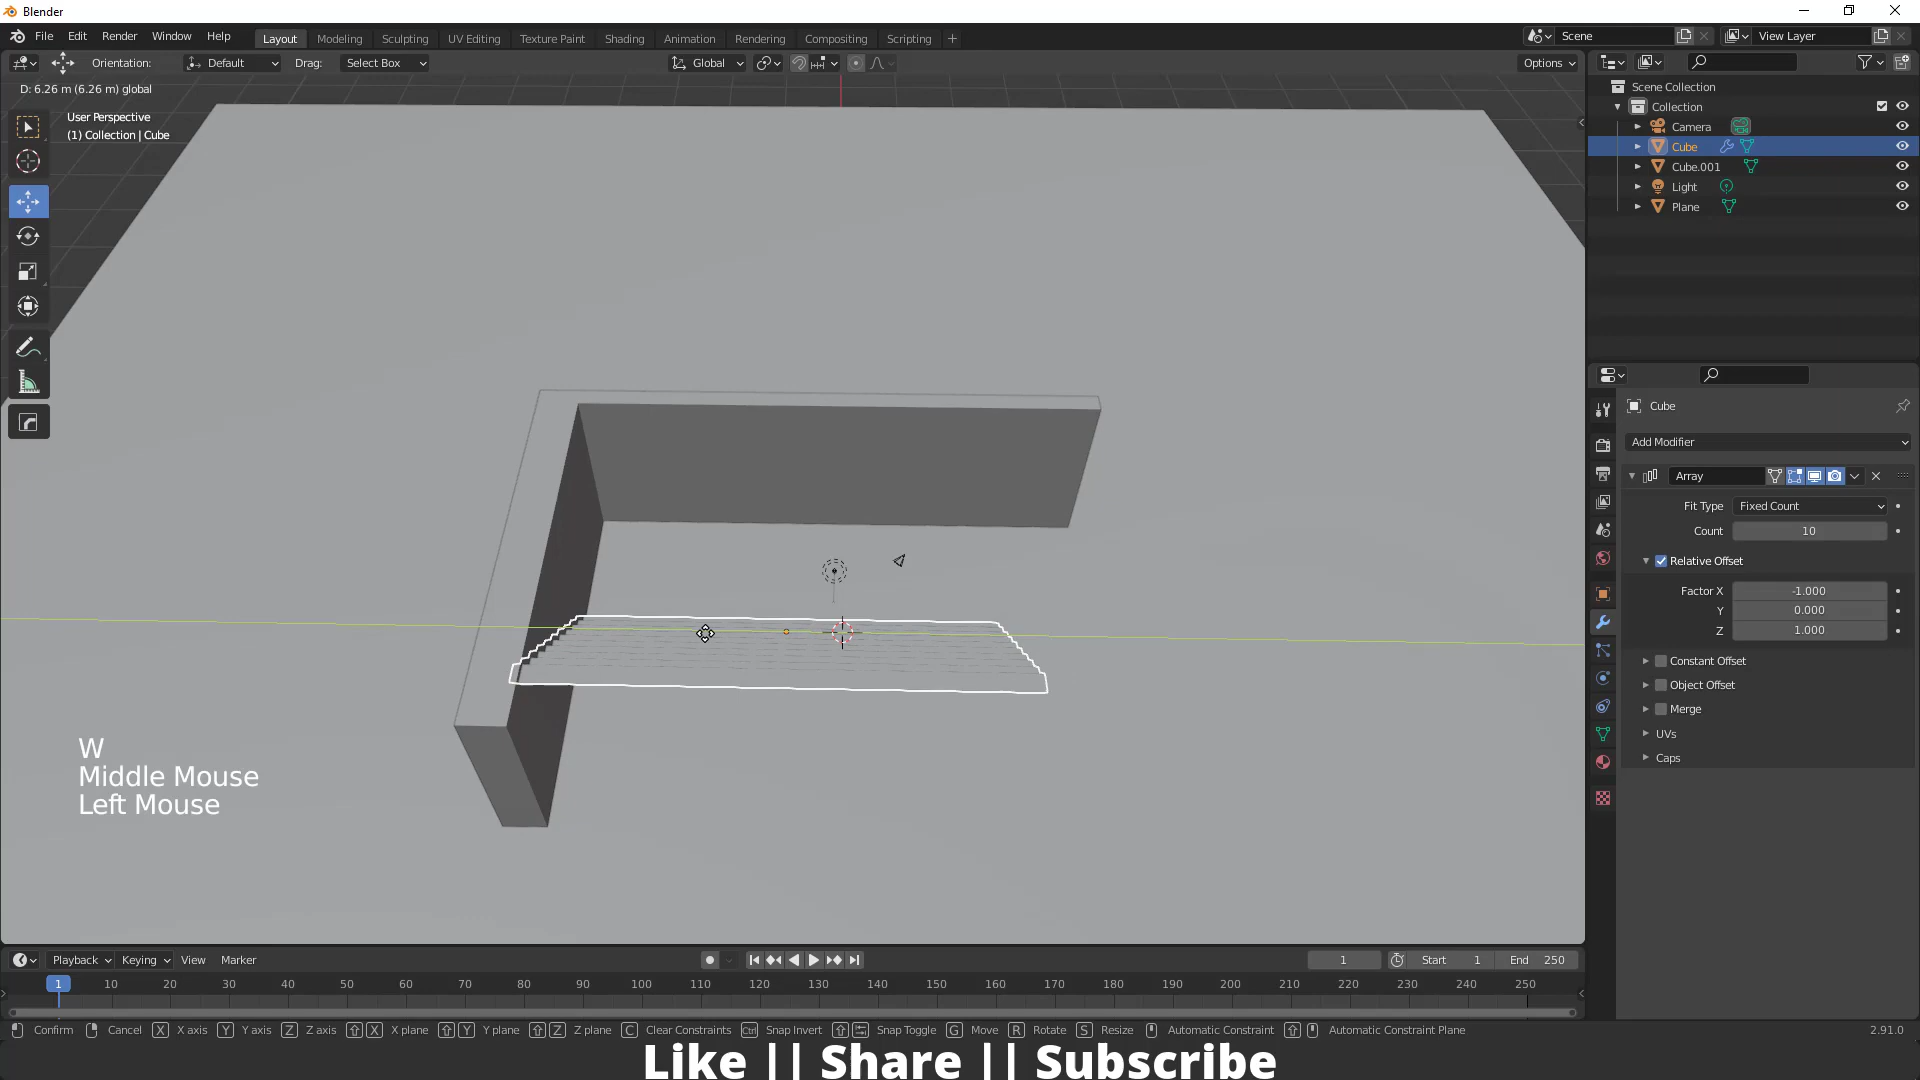 Blender
File Edit Render Window Help
Layout Modeling Sculpting UV Editing Texture Paint Shading Animation Rendering Compositing Scripting +
Scene
View Layer
Orientation: Default Drag: Select Box
Global
Options
D: 6.26 m (6.26 m) global
User Perspective
(1) Collection | Cube
Scene Collection
Collection
Camera
Cube
Cube.001
Light
Plane
Cube
Add Modifier
Array
Fit Type Fixed Count
Count 10
Relative Offset
Factor X -1.000
Y 0.000
Z 1.000
Constant Offset
Object Offset
Merge
UVs
Caps
W
Middle Mouse
Left Mouse
Playback Keying View Marker
1 Start 1 End 250
1 10 20 30 40 50 60 70 80 90 100 110 120 130 140 150 160 170 180 190 200 210 220 230 240 250
Confirm Cancel X X axis Y Y axis Z Z axis X X plane Y Y plane Z Z plane C Clear Constraints Ctrl Snap Invert Snap Toggle G Move R Rotate S Resize Automatic Constraint Automatic Constraint Plane 2.91.0
Like || Share || Subscribe